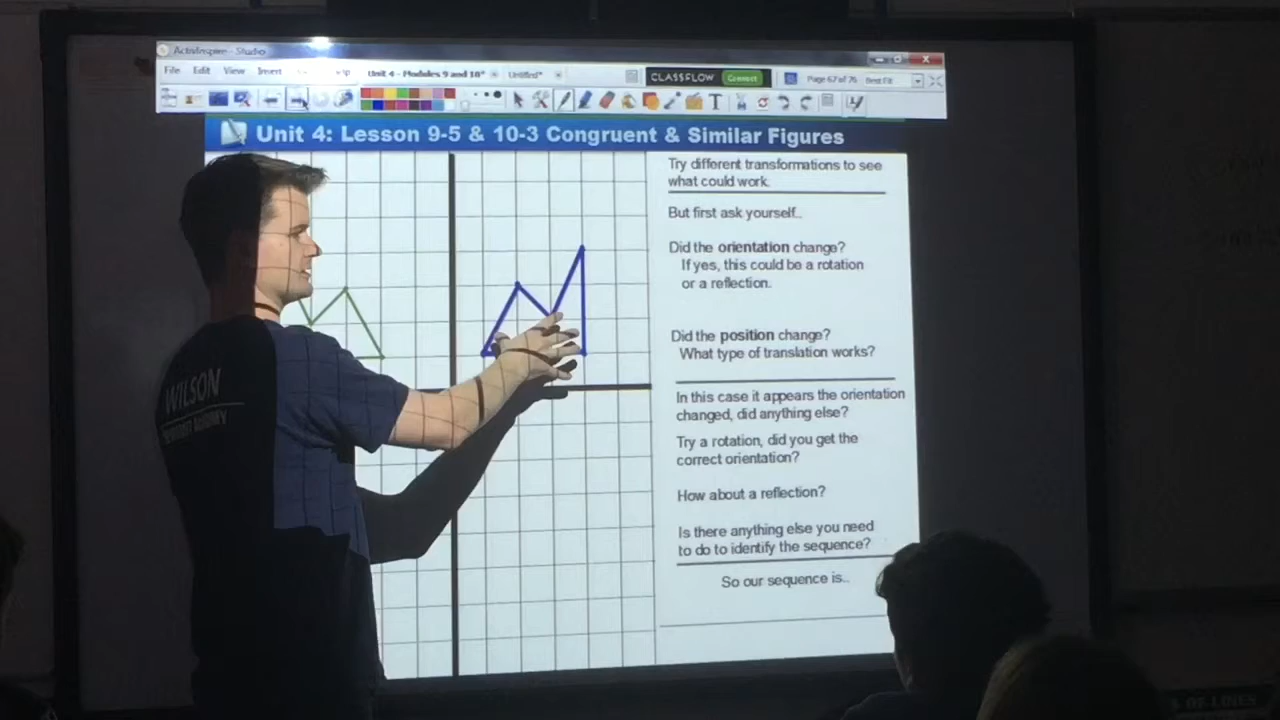 ActivInspire - Studio
File Edit View Insert
Unit 4 - Modules 9 and 10*
Untitled*
CLASSFLOW Connect
Page 67 of 76
Best Fit
T
Unit 4: Lesson 9-5 & 10-3 Congruent & Similar Figures
Try different transformations to see
what could work.
But first ask yourself..
Did the orientation change?
If yes, this could be a rotation
or a reflection.
Did the position change?
What type of translation works?
In this case it appears the orientation
changed, did anything else?
Try a rotation, did you get the
correct orientation?
How about a reflection?
Is there anything else you need
to do to identify the sequence?
So our sequence is..
WILSON